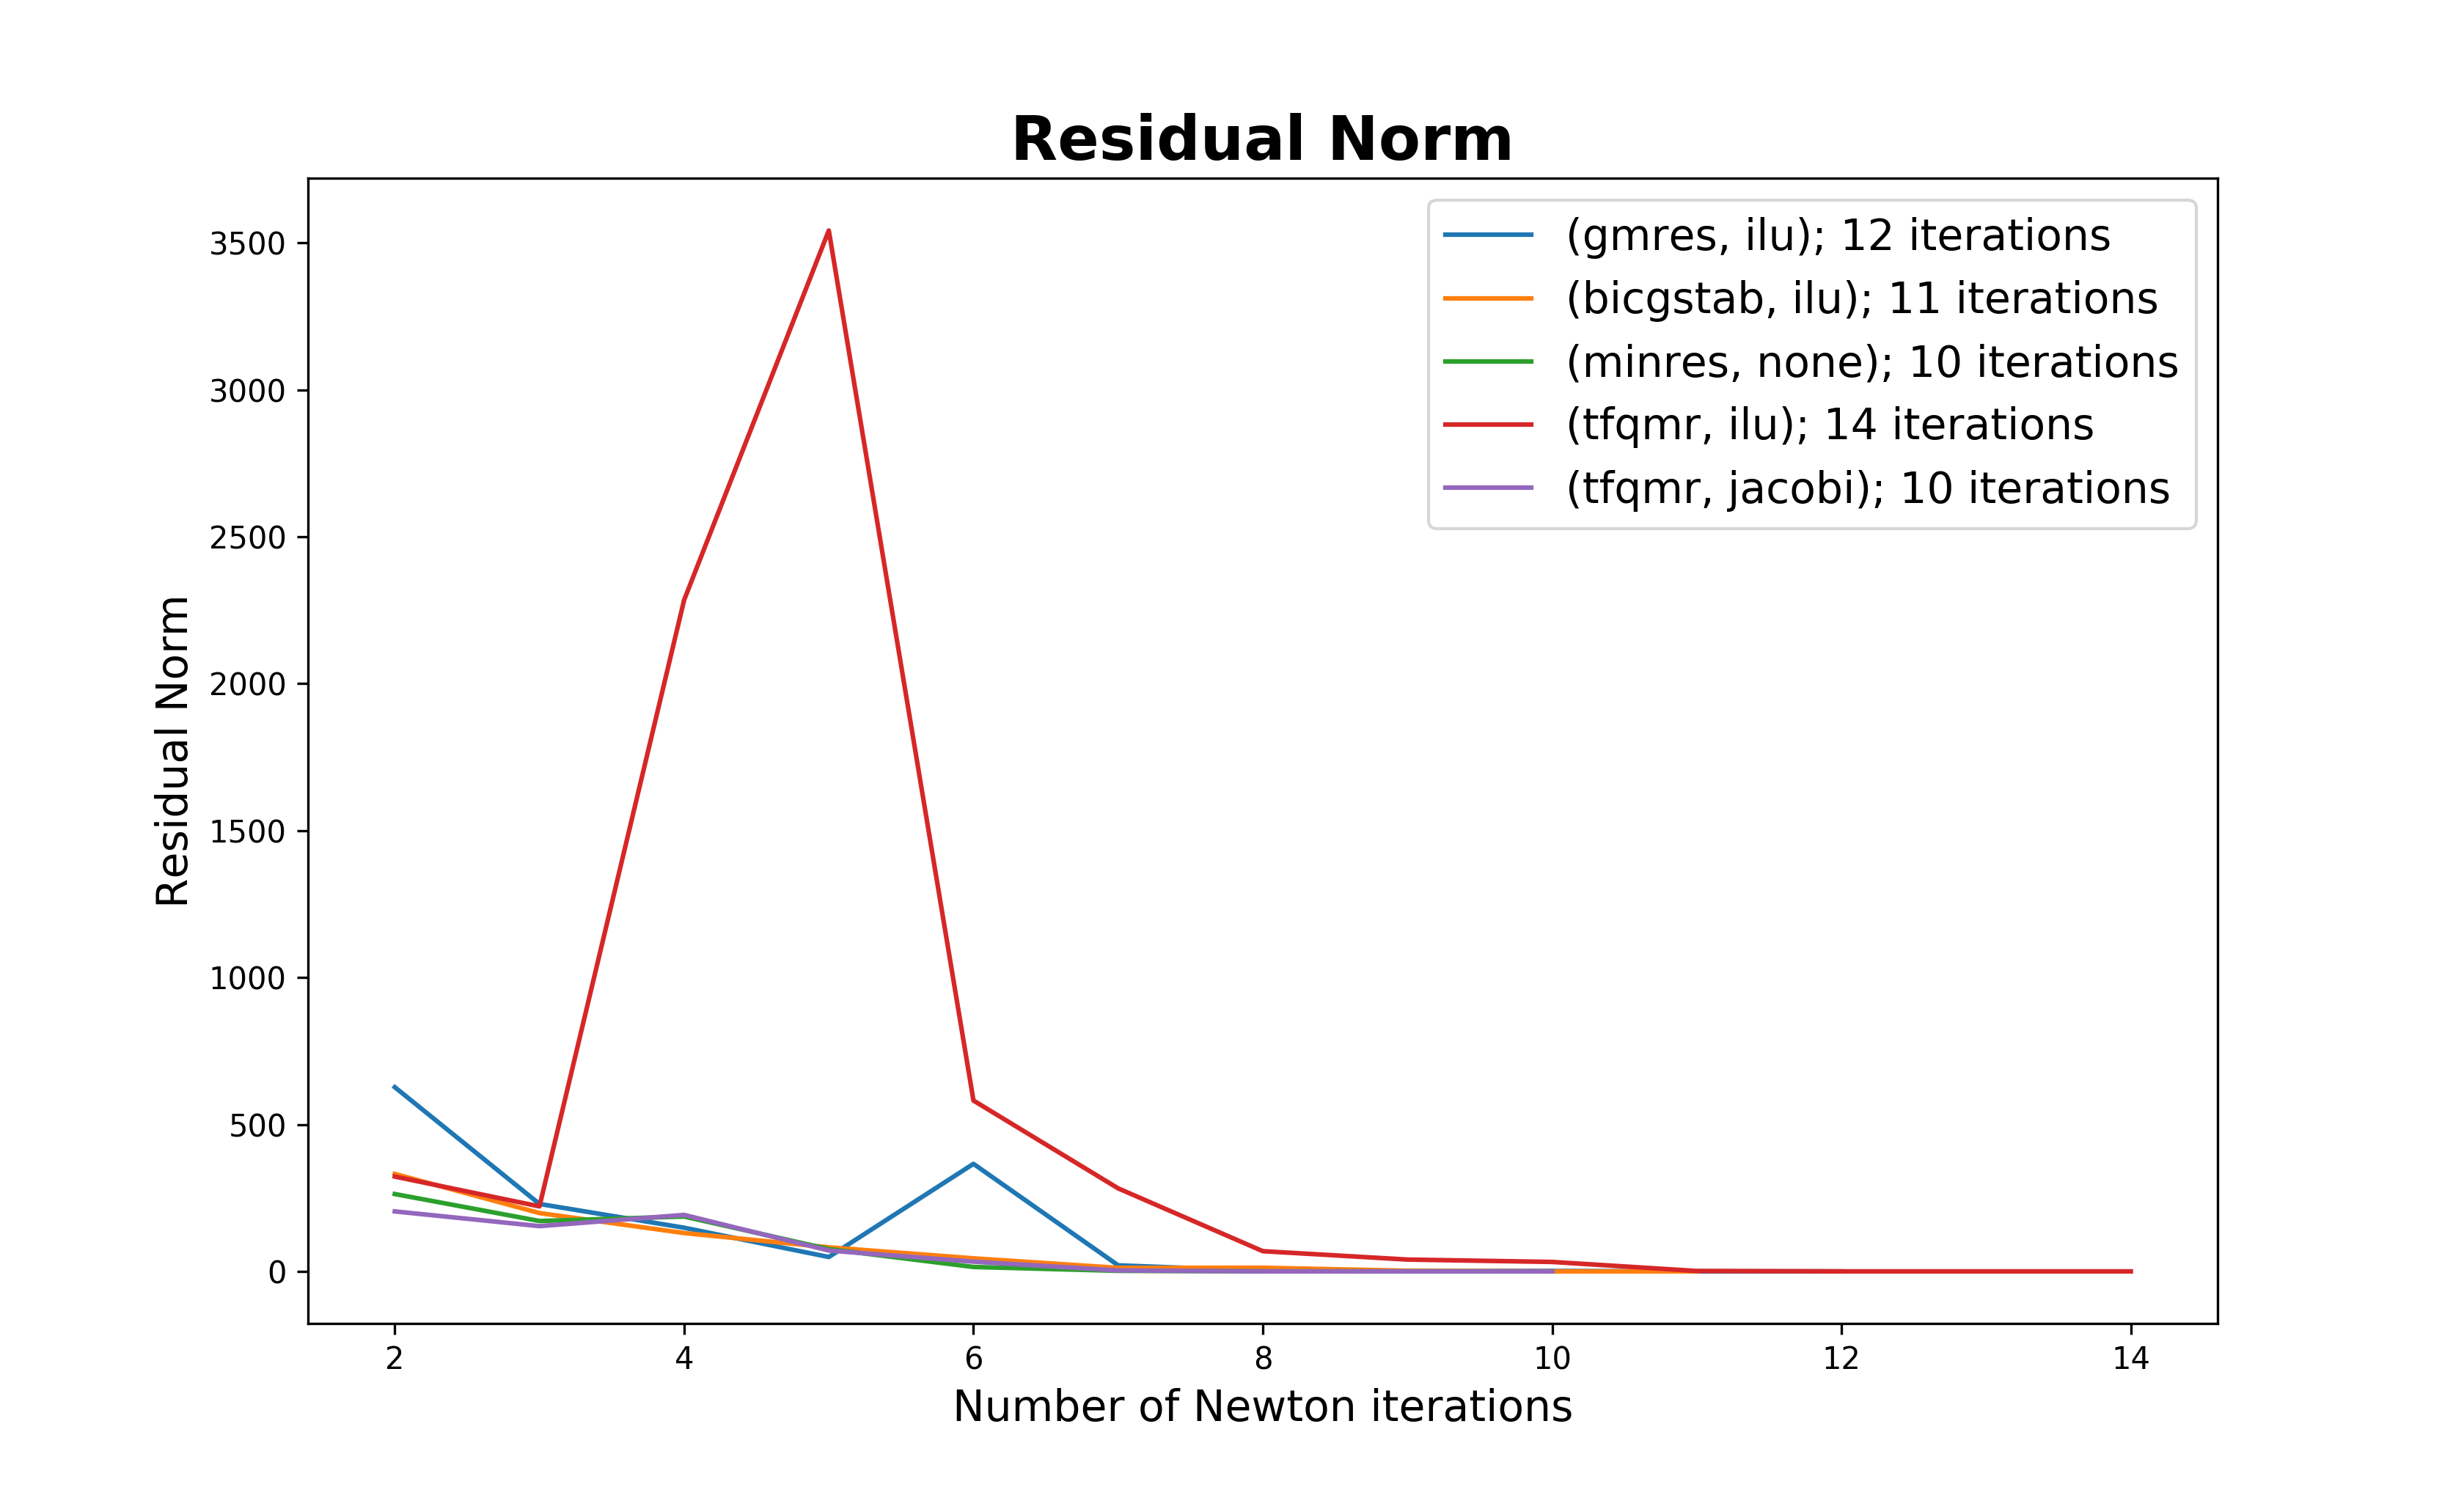 Residual Norm
3500
3000
2500
2000
1500
1000
500
0
Residual Norm
2 4 6 8 10 12 14
Number of Newton iterations
(gmres, ilu); 12 iterations
(bicgstab, ilu); 11 iterations
(minres, none); 10 iterations
(tfqmr, ilu); 14 iterations
(tfqmr, jacobi); 10 iterations